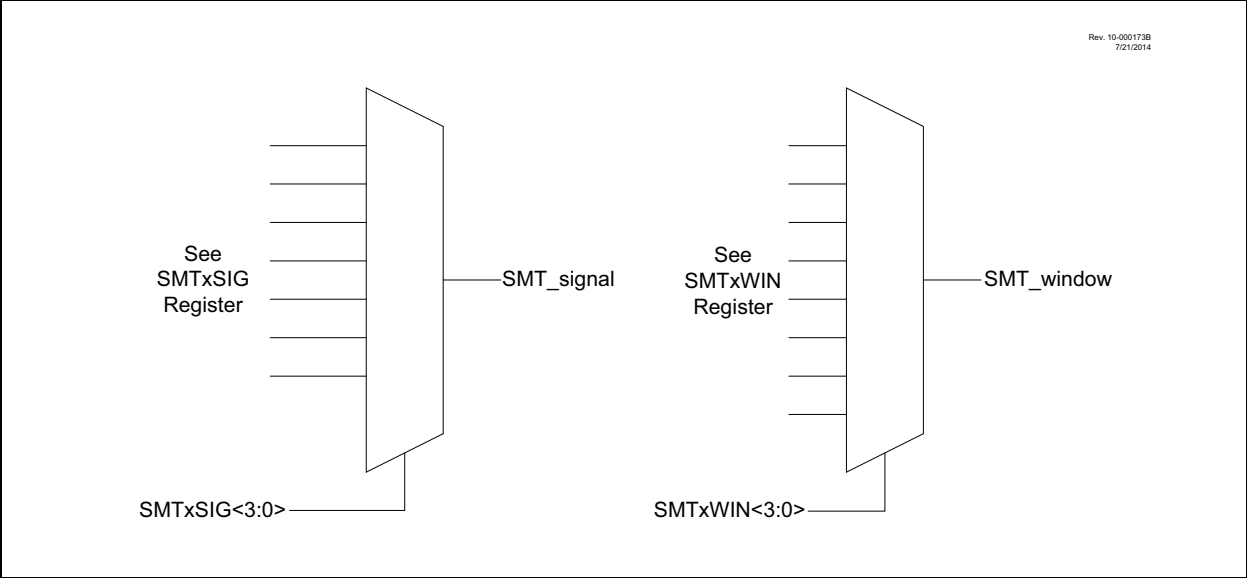 Rev. 10-000173B
7/21/2014
See
SMTxSIG
Register
SMT_signal
SMTxSIG<3:0>
See
SMTxWIN
Register
SMT_window
SMTxWIN<3:0>